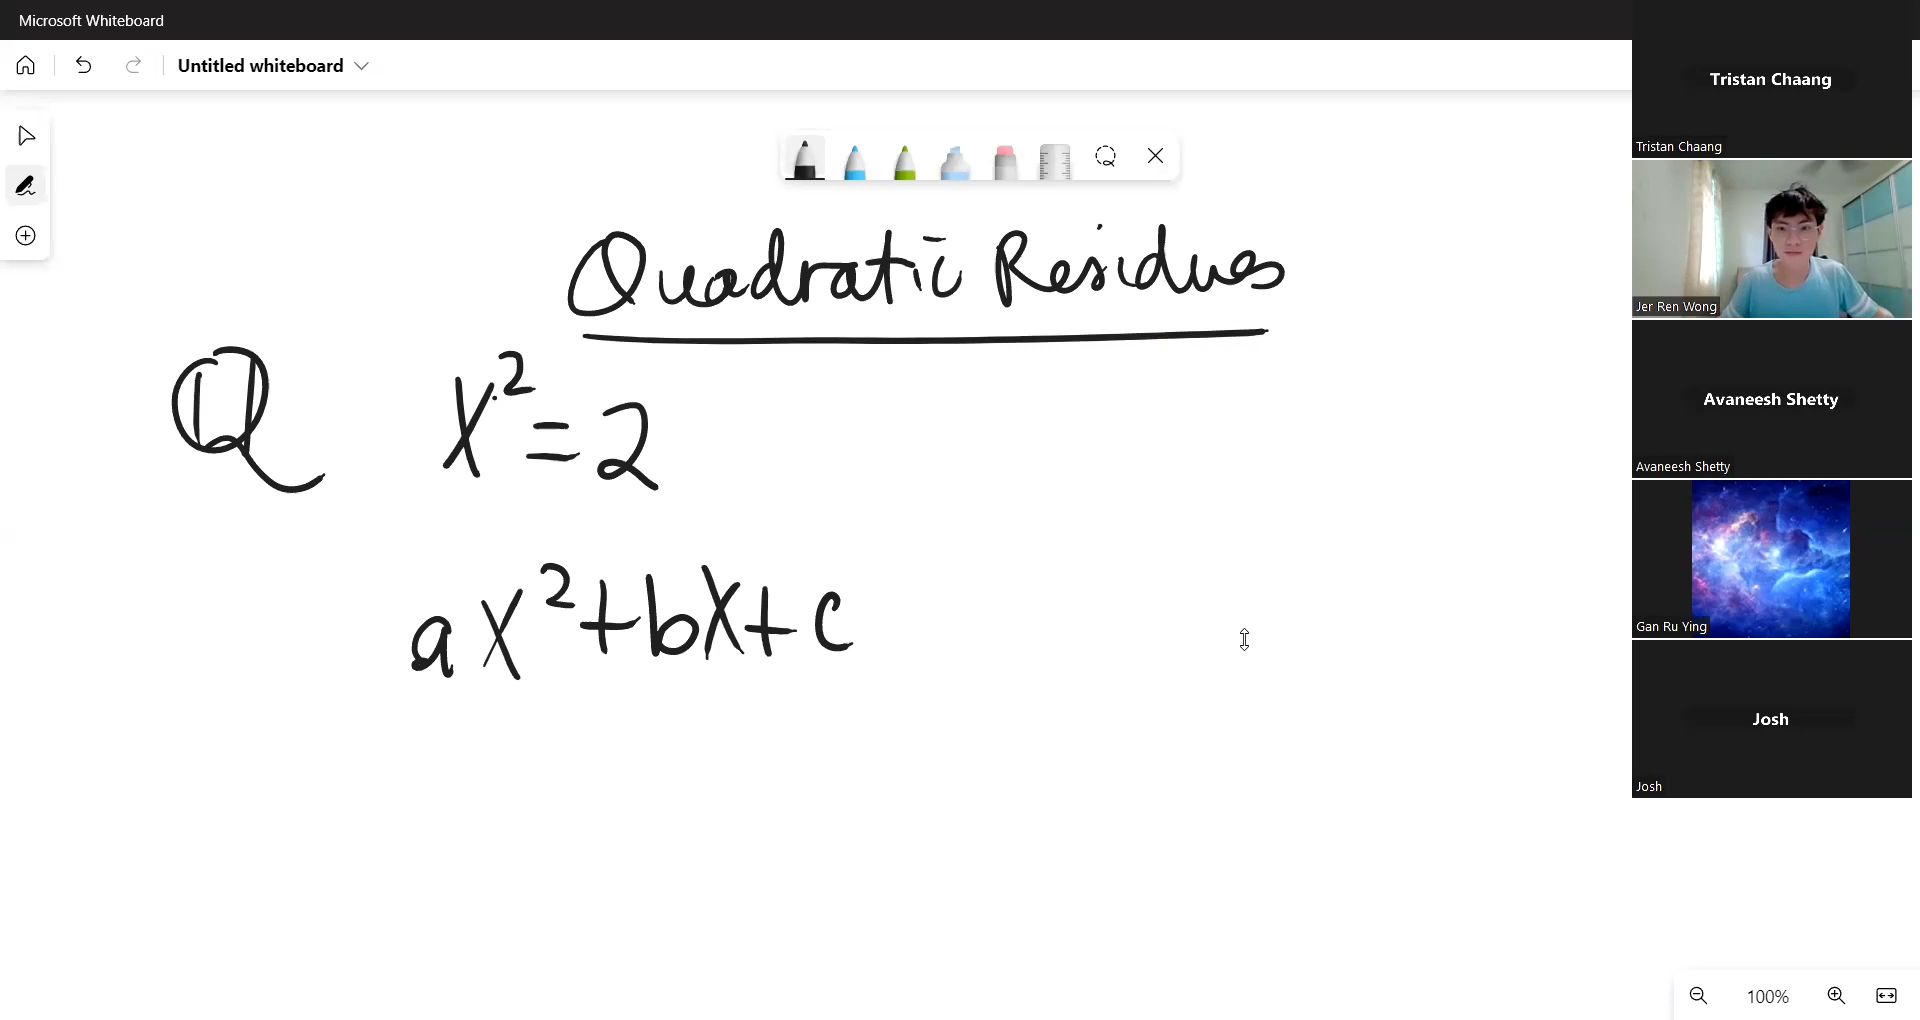 Microsoft Whiteboard
Untitled whiteboard
Quadratic Residues
ℚ x²=2
ax²+bx+c
Tristan Chaang
Tristan Chaang
Jer Ren Wong
Avaneesh Shetty
Avaneesh Shetty
Gan Ru Ying
Josh
Josh
100%